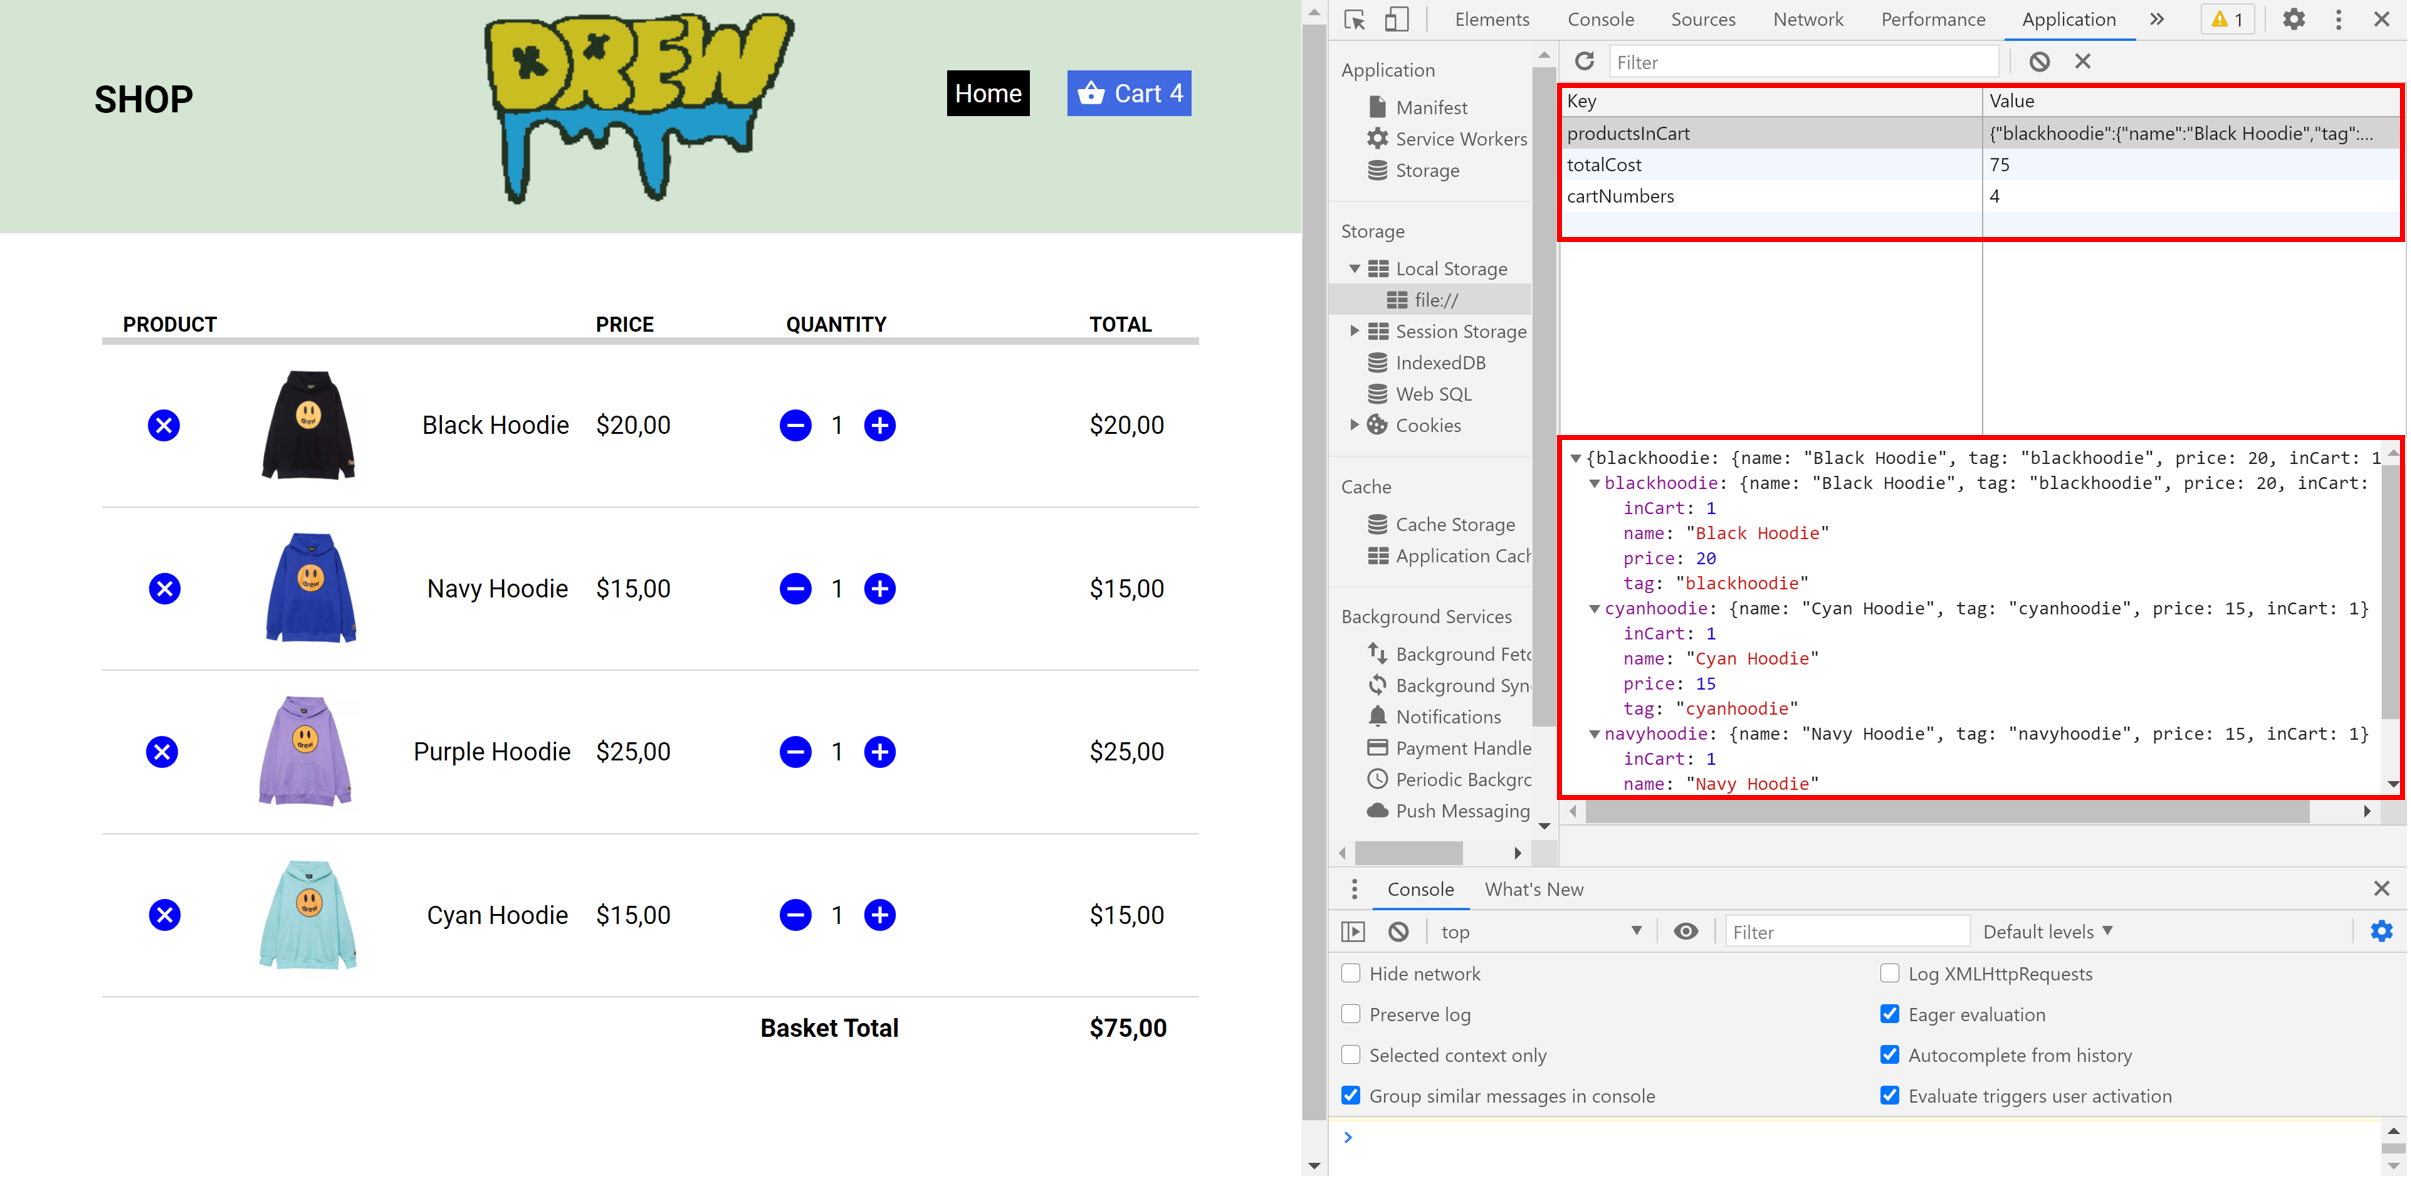 SHOP
DREW
Home
Cart 4
PRODUCT PRICE QUANTITY TOTAL
drew
Black Hoodie $20,00 1 $20,00
drew
Navy Hoodie $15,00 1 $15,00
drew
Purple Hoodie $25,00 1 $25,00
drew
Cyan Hoodie $15,00 1 $15,00
Basket Total $75,00
Elements Console Sources Network Performance Application » 1
Application
Manifest
Service Workers
Storage
Storage
Local Storage
file://
Session Storage
IndexedDB
Web SQL
Cookies
Cache
Cache Storage
Application Cach
Background Services
Background Fetc
Background Syn
Notifications
Payment Handle
Periodic Backgrc
Push Messaging
Filter
Key Value
productsInCart {"blackhoodie":{"name":"Black Hoodie","tag":...
totalCost 75
cartNumbers 4
{blackhoodie: {name: "Black Hoodie", tag: "blackhoodie", price: 20, inCart: 1
blackhoodie: {name: "Black Hoodie", tag: "blackhoodie", price: 20, inCart:
inCart: 1
name: "Black Hoodie"
price: 20
tag: "blackhoodie"
cyanhoodie: {name: "Cyan Hoodie", tag: "cyanhoodie", price: 15, inCart: 1}
inCart: 1
name: "Cyan Hoodie"
price: 15
tag: "cyanhoodie"
navyhoodie: {name: "Navy Hoodie", tag: "navyhoodie", price: 15, inCart: 1}
inCart: 1
name: "Navy Hoodie"
Console What's New
top Filter Default levels
Hide network Log XMLHttpRequests
Preserve log Eager evaluation
Selected context only Autocomplete from history
Group similar messages in console Evaluate triggers user activation